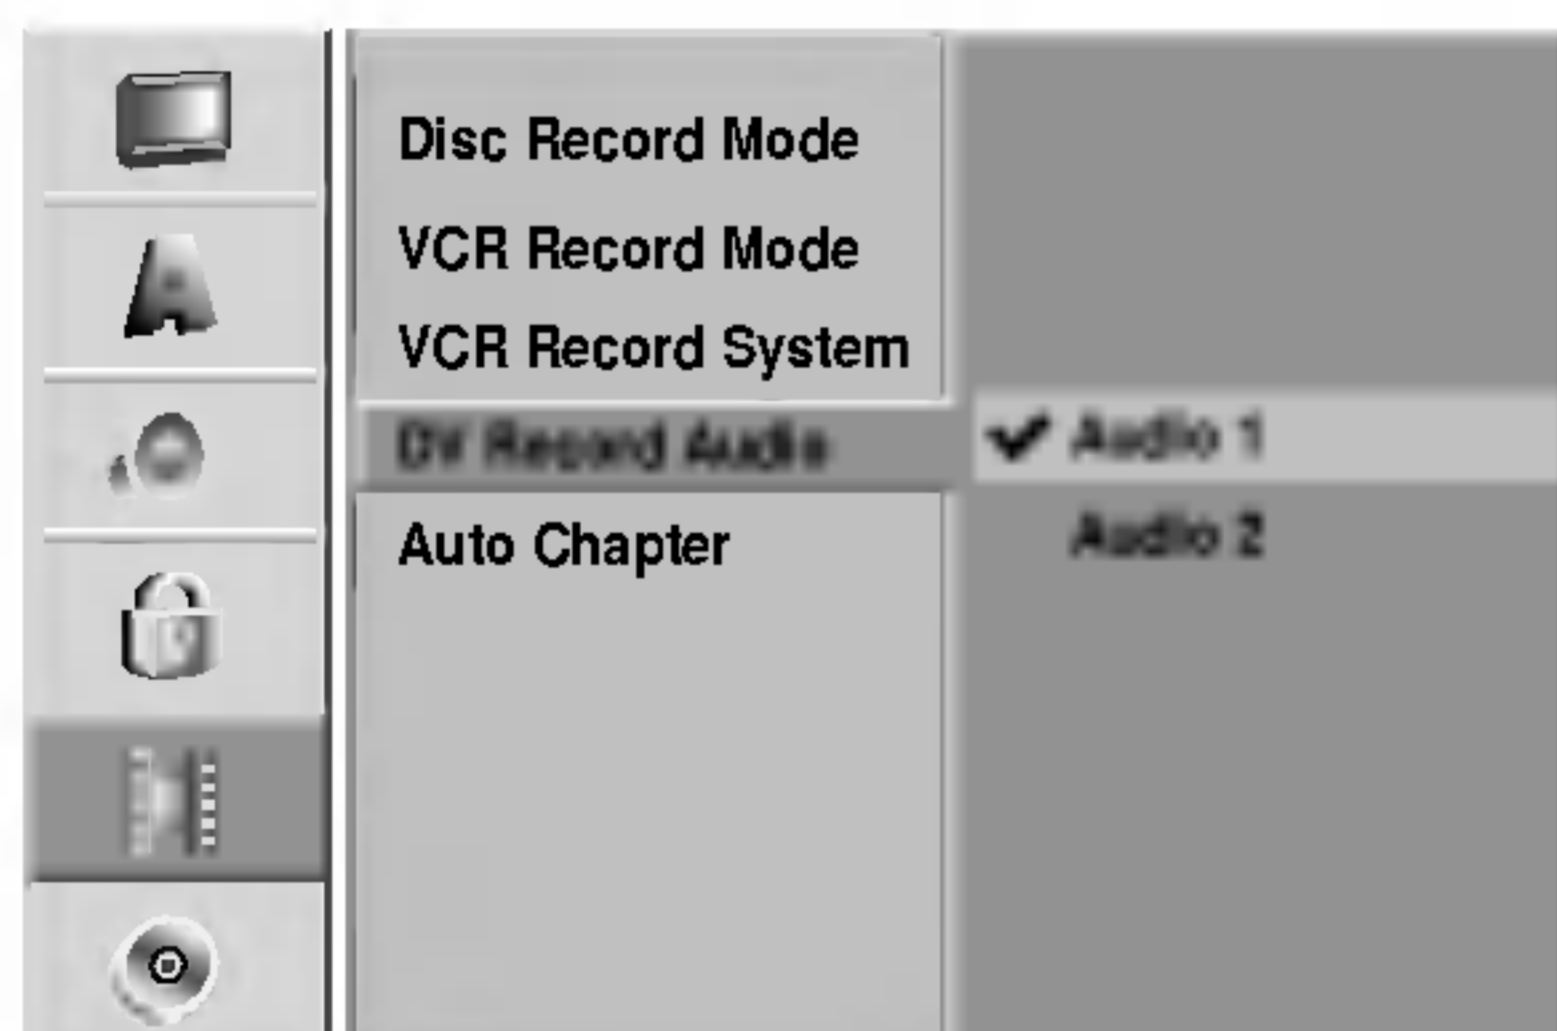 Disc Record Mode
VCR Record Mode
VCR Record System
DV Record Audio
Audio 1
Auto Chapter
Audio 2